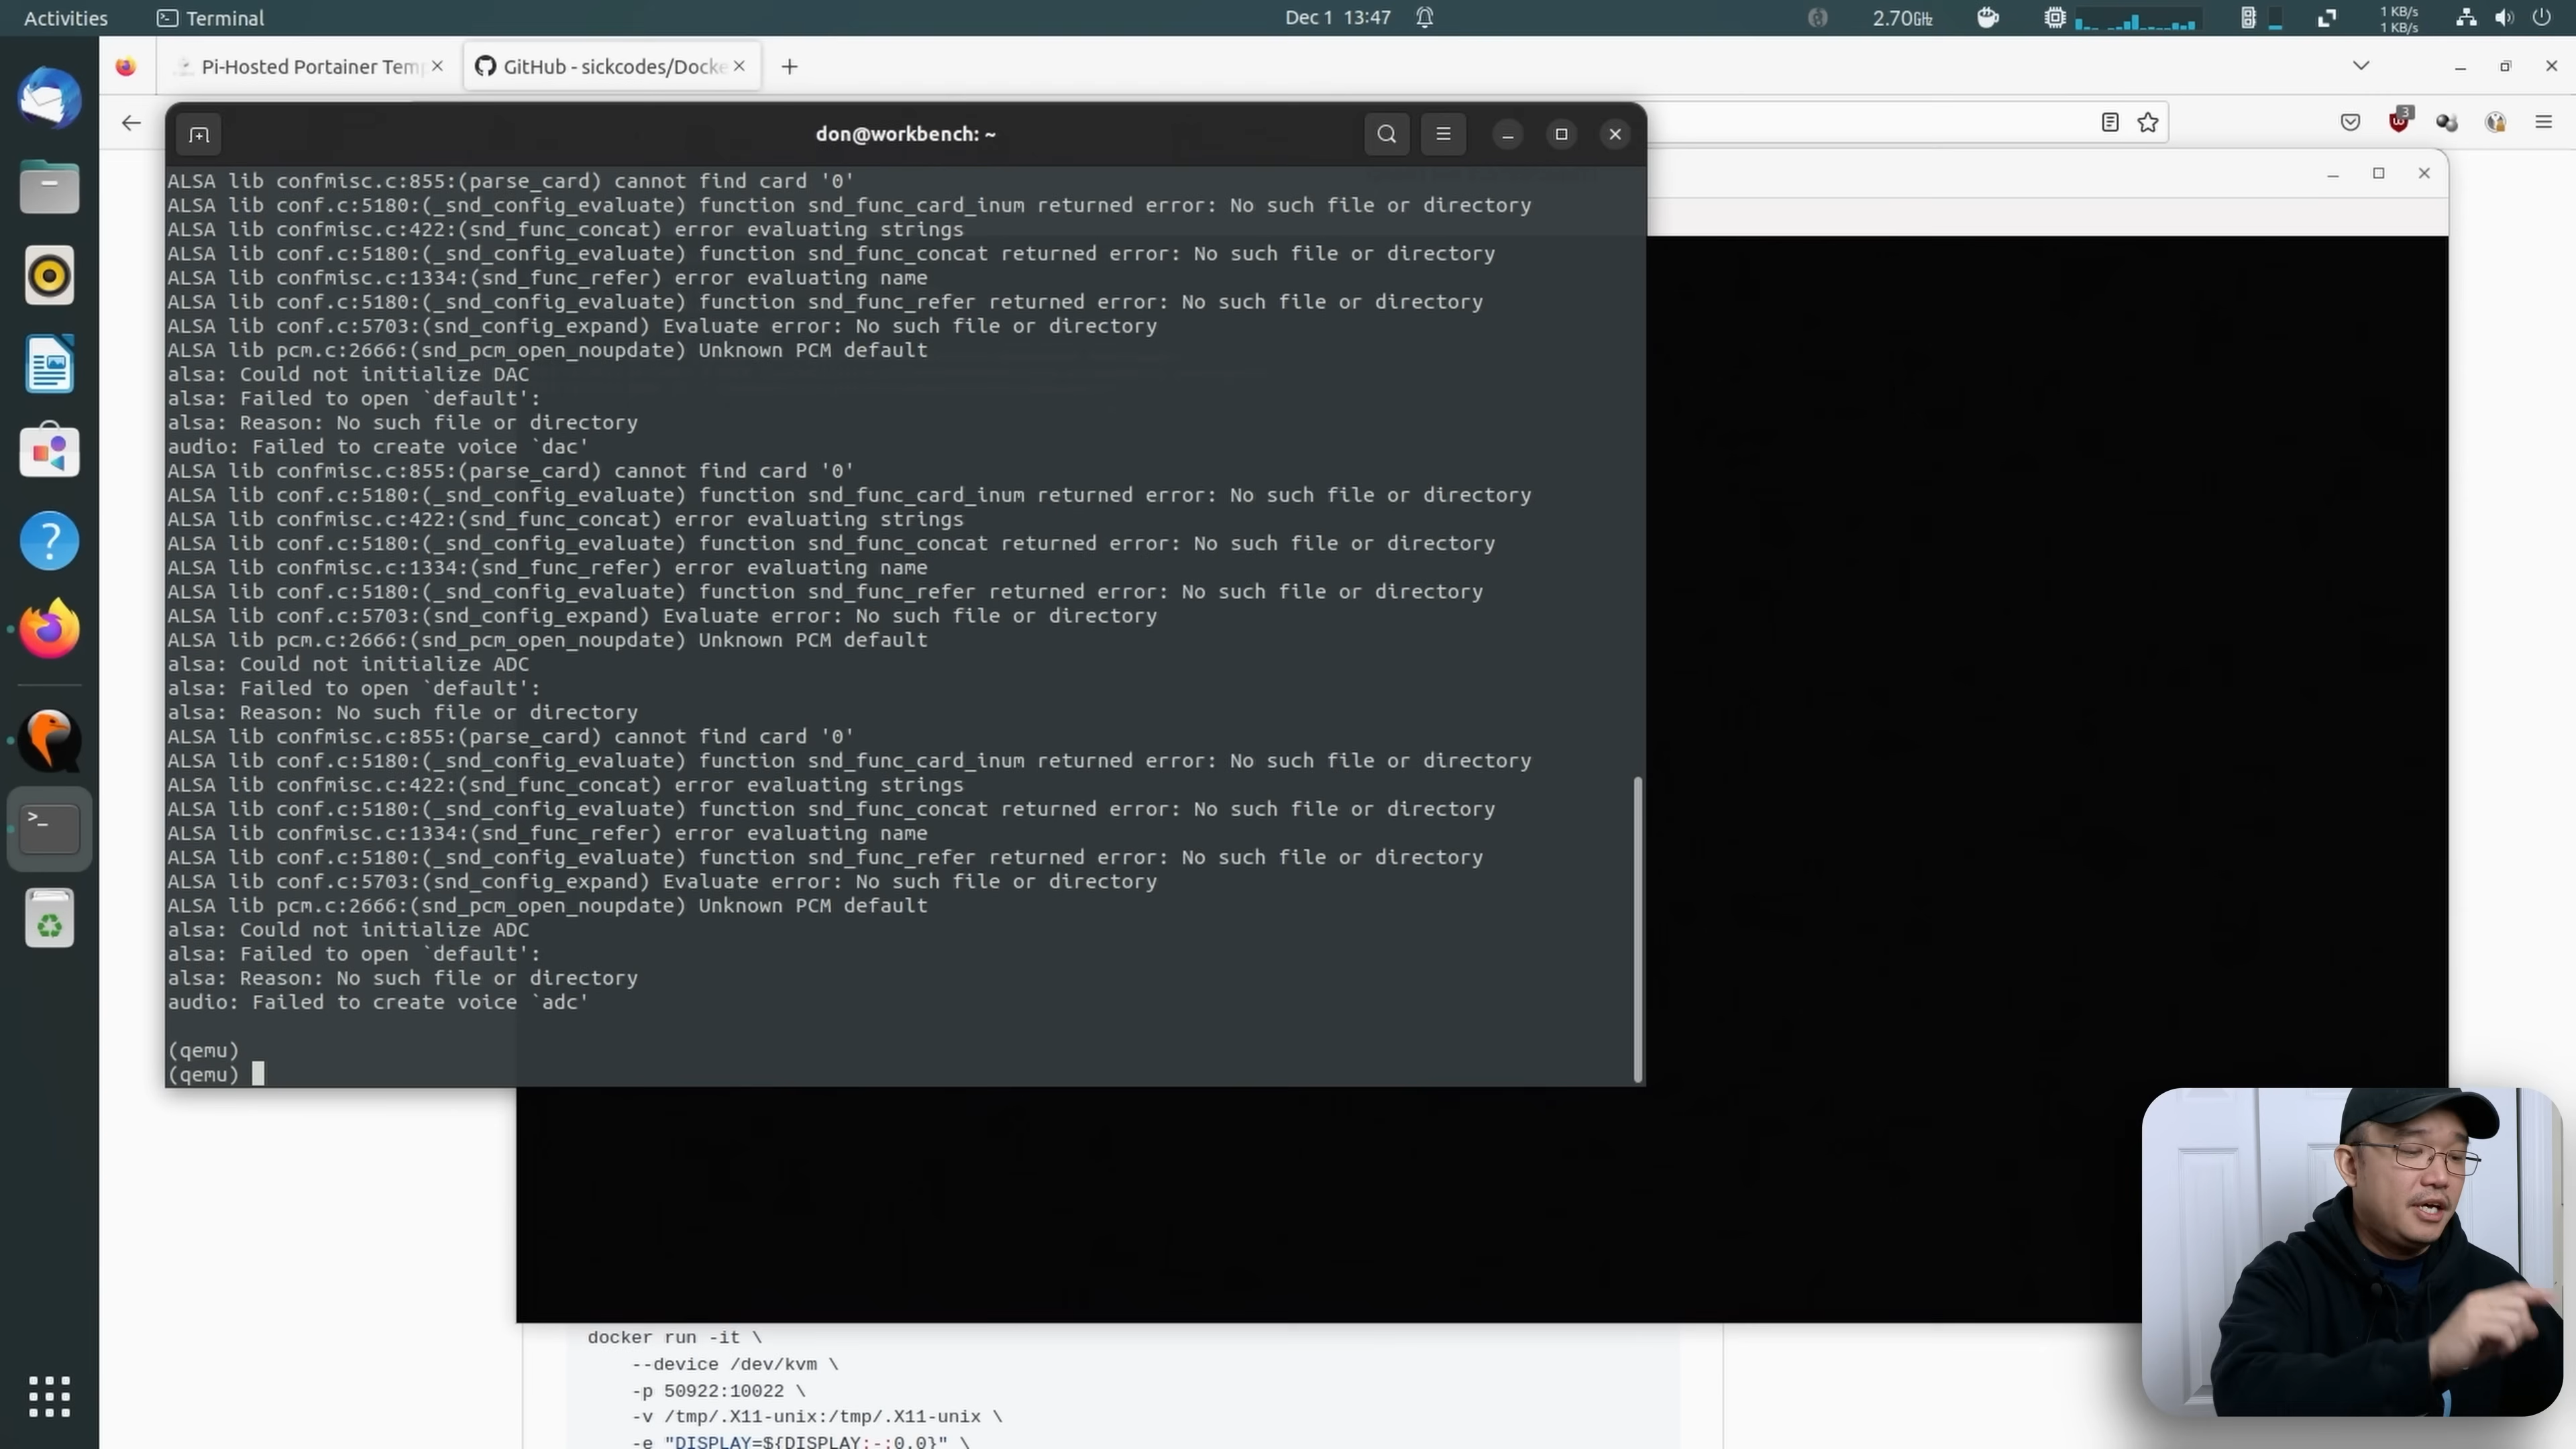 Activities
Terminal
Dec 1 13:47
2.70GHz
1 KB/s
1 KB/s
Pi-Hosted Portainer Tem
GitHub - sickcodes/Docke
3
don@workbench: ~
ALSA lib confmisc.c:855:(parse_card) cannot find card '0'
ALSA lib conf.c:5180:(_snd_config_evaluate) function snd_func_card_inum returned error: No such file or directory
ALSA lib confmisc.c:422:(snd_func_concat) error evaluating strings
ALSA lib conf.c:5180:(_snd_config_evaluate) function snd_func_concat returned error: No such file or directory
ALSA lib confmisc.c:1334:(snd_func_refer) error evaluating name
ALSA lib conf.c:5180:(_snd_config_evaluate) function snd_func_refer returned error: No such file or directory
ALSA lib conf.c:5703:(snd_config_expand) Evaluate error: No such file or directory
ALSA lib pcm.c:2666:(snd_pcm_open_noupdate) Unknown PCM default
alsa: Could not initialize DAC
alsa: Failed to open `default':
alsa: Reason: No such file or directory
audio: Failed to create voice `dac'
ALSA lib confmisc.c:855:(parse_card) cannot find card '0'
ALSA lib conf.c:5180:(_snd_config_evaluate) function snd_func_card_inum returned error: No such file or directory
ALSA lib confmisc.c:422:(snd_func_concat) error evaluating strings
ALSA lib conf.c:5180:(_snd_config_evaluate) function snd_func_concat returned error: No such file or directory
ALSA lib confmisc.c:1334:(snd_func_refer) error evaluating name
ALSA lib conf.c:5180:(_snd_config_evaluate) function snd_func_refer returned error: No such file or directory
ALSA lib conf.c:5703:(snd_config_expand) Evaluate error: No such file or directory
ALSA lib pcm.c:2666:(snd_pcm_open_noupdate) Unknown PCM default
alsa: Could not initialize ADC
alsa: Failed to open `default':
alsa: Reason: No such file or directory
ALSA lib confmisc.c:855:(parse_card) cannot find card '0'
ALSA lib conf.c:5180:(_snd_config_evaluate) function snd_func_card_inum returned error: No such file or directory
ALSA lib confmisc.c:422:(snd_func_concat) error evaluating strings
ALSA lib conf.c:5180:(_snd_config_evaluate) function snd_func_concat returned error: No such file or directory
ALSA lib confmisc.c:1334:(snd_func_refer) error evaluating name
ALSA lib conf.c:5180:(_snd_config_evaluate) function snd_func_refer returned error: No such file or directory
ALSA lib conf.c:5703:(snd_config_expand) Evaluate error: No such file or directory
ALSA lib pcm.c:2666:(snd_pcm_open_noupdate) Unknown PCM default
alsa: Could not initialize ADC
alsa: Failed to open `default':
alsa: Reason: No such file or directory
audio: Failed to create voice `adc'
(qemu)
(qemu)
docker run -it \
--device /dev/kvm \
-p 50922:10022 \
-v /tmp/.X11-unix:/tmp/.X11-unix \
-e "DISPLAY=${DISPLAY:-:0.0}" \